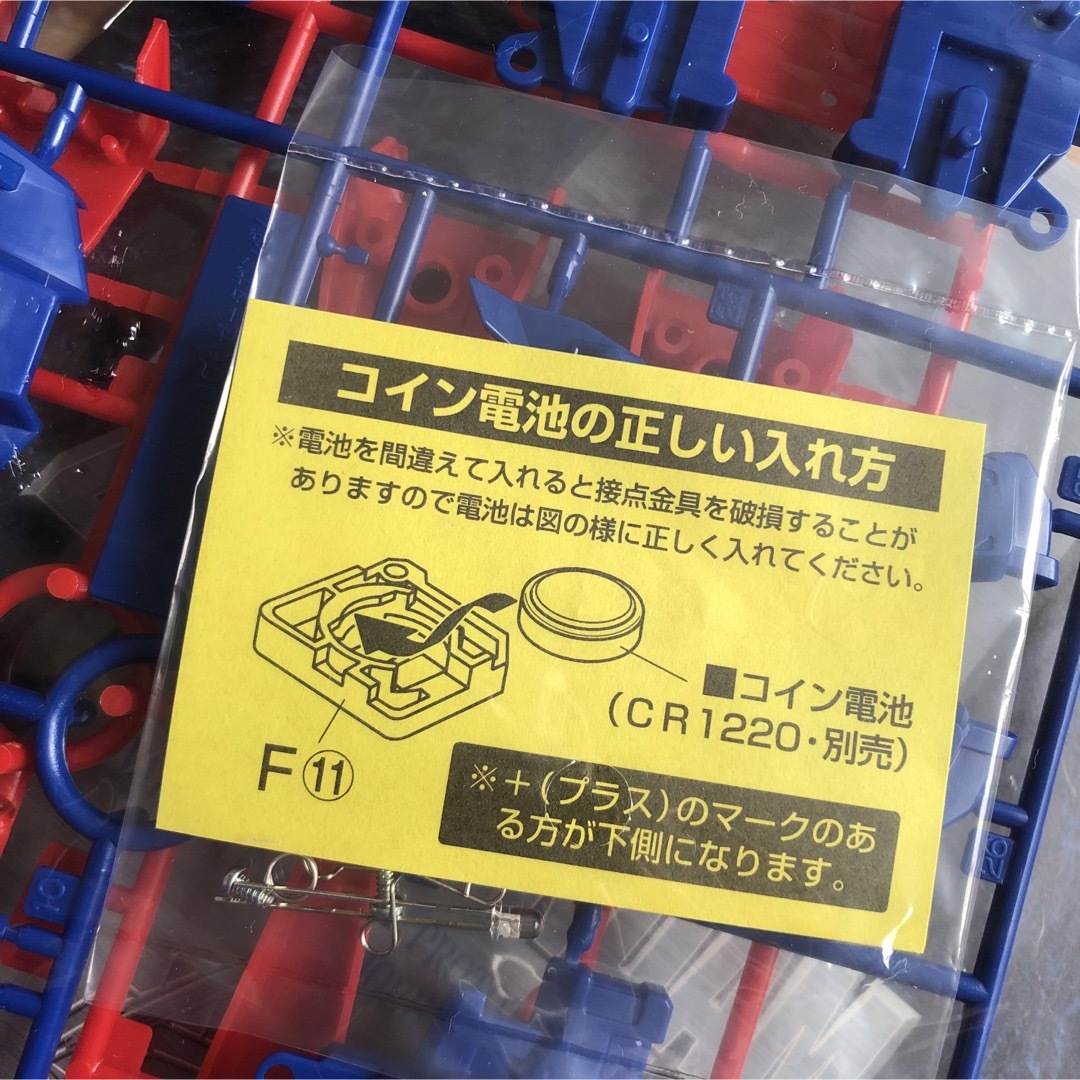 コイン電池の正しい入れ方
※電池を間違えて入れると接点金具を破損することが
ありますので電池は図の様に正しく入れてください。
■コイン電池
(CR1220・別売)
F⑪
※＋(プラス)のマークのあ
る方が下側になります。